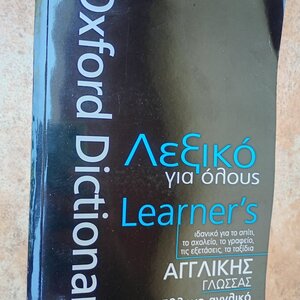 Oxford Dictiona
Λεξικό
για όλους
Learner's
ιδανικό για το σπίτι,
το σχολείο, το γραφείο,
τις εξετάσεις, τα ταξίδια
ΑΓΓΛΙΚΗΣ
ΓΛΩΣΣΑΣ